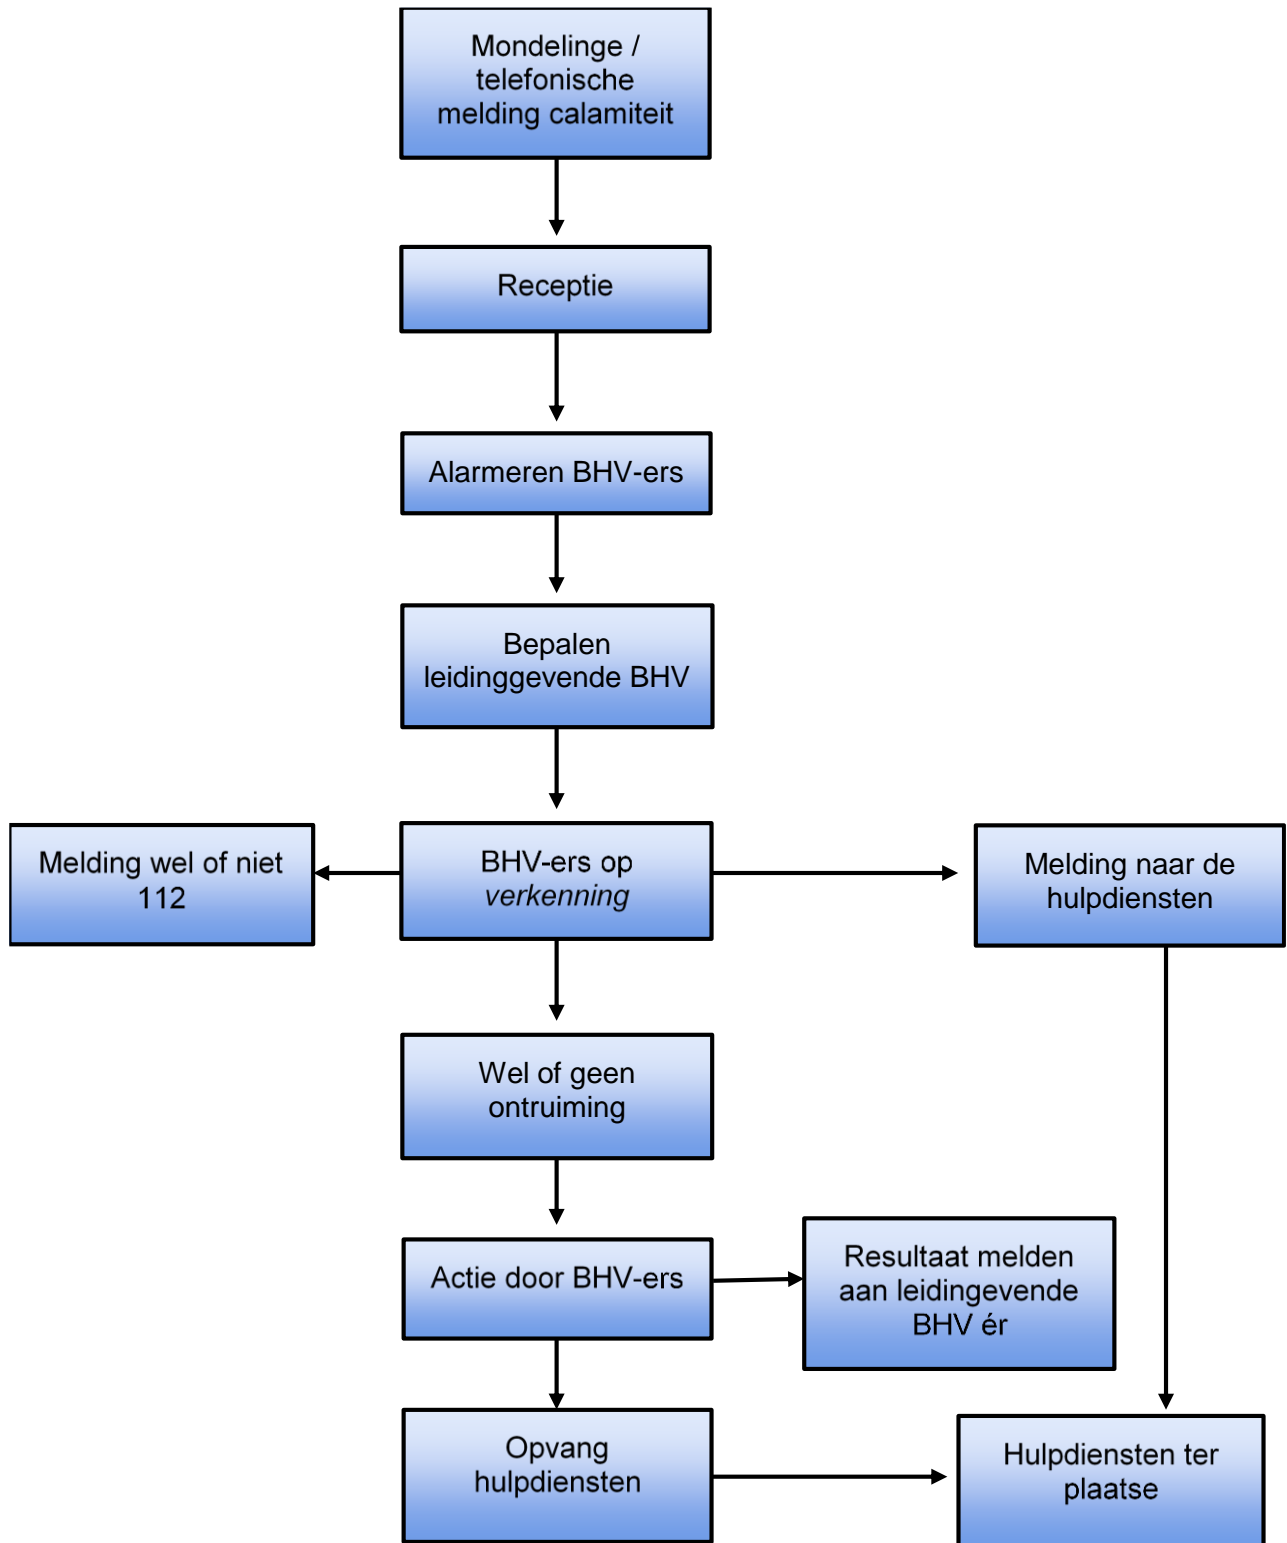 Mondelinge /
telefonische
melding calamiteit
Receptie
Alarmeren BHV-ers
Bepalen
leidinggevende BHV
Melding wel of niet
112
BHV-ers op
verkenning
Melding naar de
hulpdiensten
Wel of geen
ontruiming
Actie door BHV-ers
Resultaat melden
aan leidingevende
BHV ér
Opvang
hulpdiensten
Hulpdiensten ter
plaatse